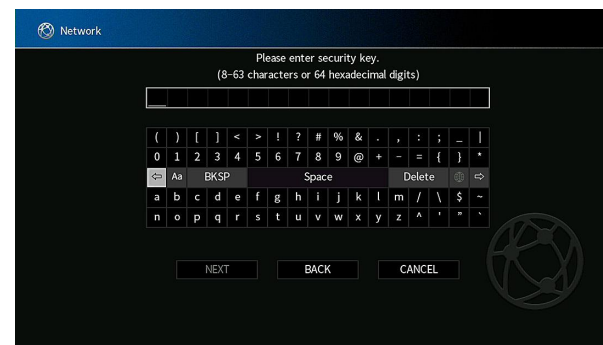 Network
Please enter security key.
(8-63 characters or 64 hexadecimal digits)
( ) [ ] < > ! ? # % & . , : ; _ |
0 1 2 3 4 5 6 7 8 9 @ + - = { } *
⇦ Aa BKSP Space Delete ⇨
a b c d e f g h i j k l m / \ $ ~
n o p q r s t u v w x y z ^ ' " `
NEXT BACK CANCEL